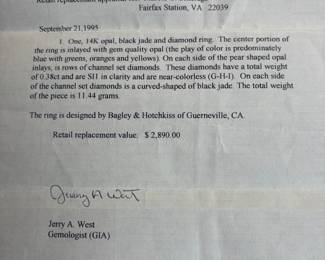 Retail replacement appraisal
Fairfax Station, VA 22039
September 21, 1995
1. One, 14K opal, black jade and diamond ring. The center portion of
the ring is inlayed with gem quality opal (the play of color is predominately
blue with greens, oranges and yellows). On each side of the pear shaped opal
inlays, is rows of channel set diamonds. These diamonds have a total weight
of 0.38ct and are SI1 in clarity and are near-colorless (G-H-I). On each side
of the channel set diamonds is a curved-shaped of black jade. The total weight
of the piece is 11.44 grams.
The ring is designed by Bagley & Hotchkiss of Guerneville, CA.
Retail replacement value: $ 2,890.00
Jerry A West
Jerry A. West
Gemologist (GIA)